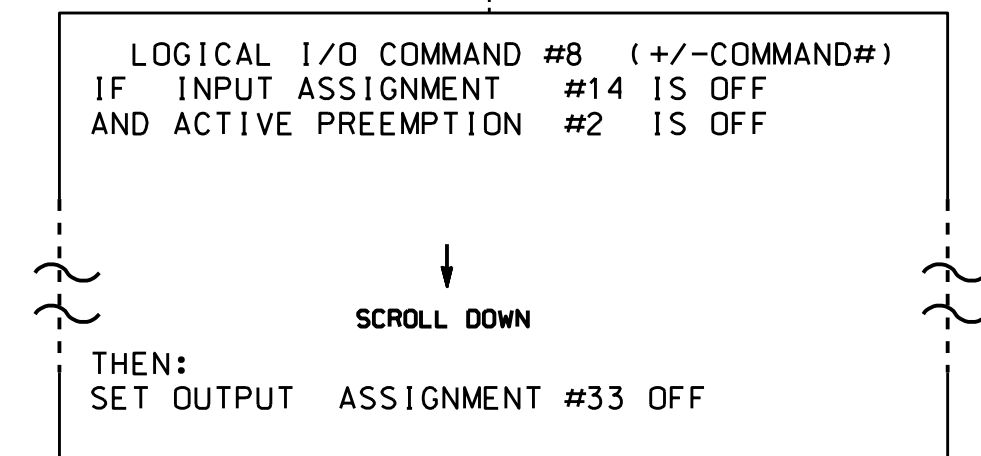 LOGICAL I/O COMMAND #8 (+/-COMMAND#)
IF INPUT ASSIGNMENT #14 IS OFF
AND ACTIVE PREEMPTION #2 IS OFF
SCROLL DOWN
THEN:
SET OUTPUT ASSIGNMENT #33 OFF